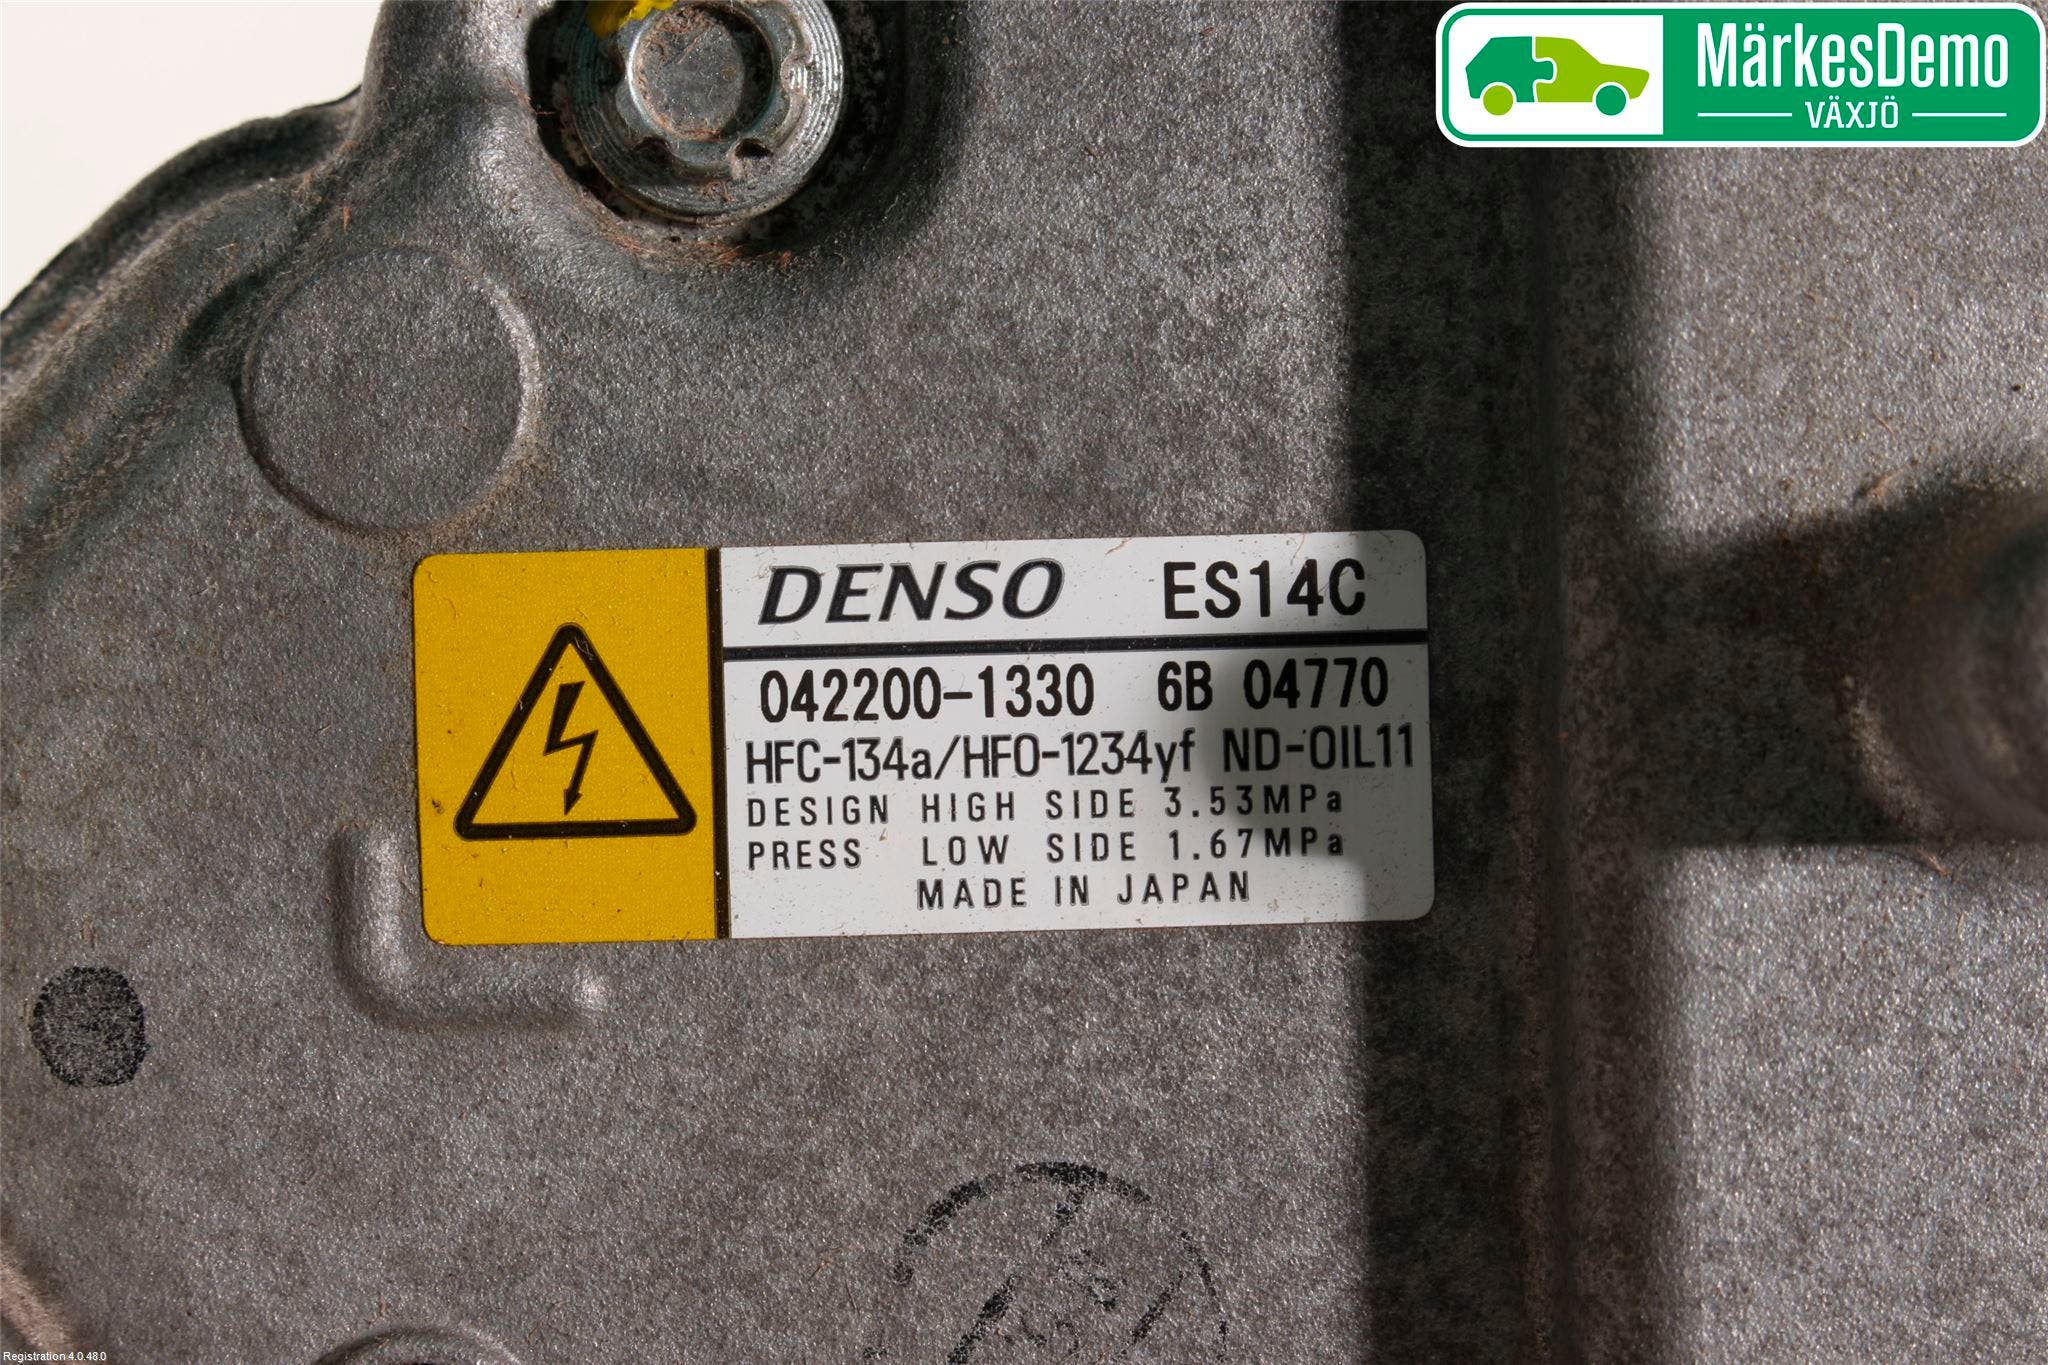 MärkesDemo
VÄXJÖ
DENSO ES14C
042200-1330 6B 04770
HFC-134a/HFO-1234yf ND-OIL11
DESIGN HIGH SIDE 3.53MPa
PRESS LOW SIDE 1.67MPa
MADE IN JAPAN
Registration 4.0.48.0